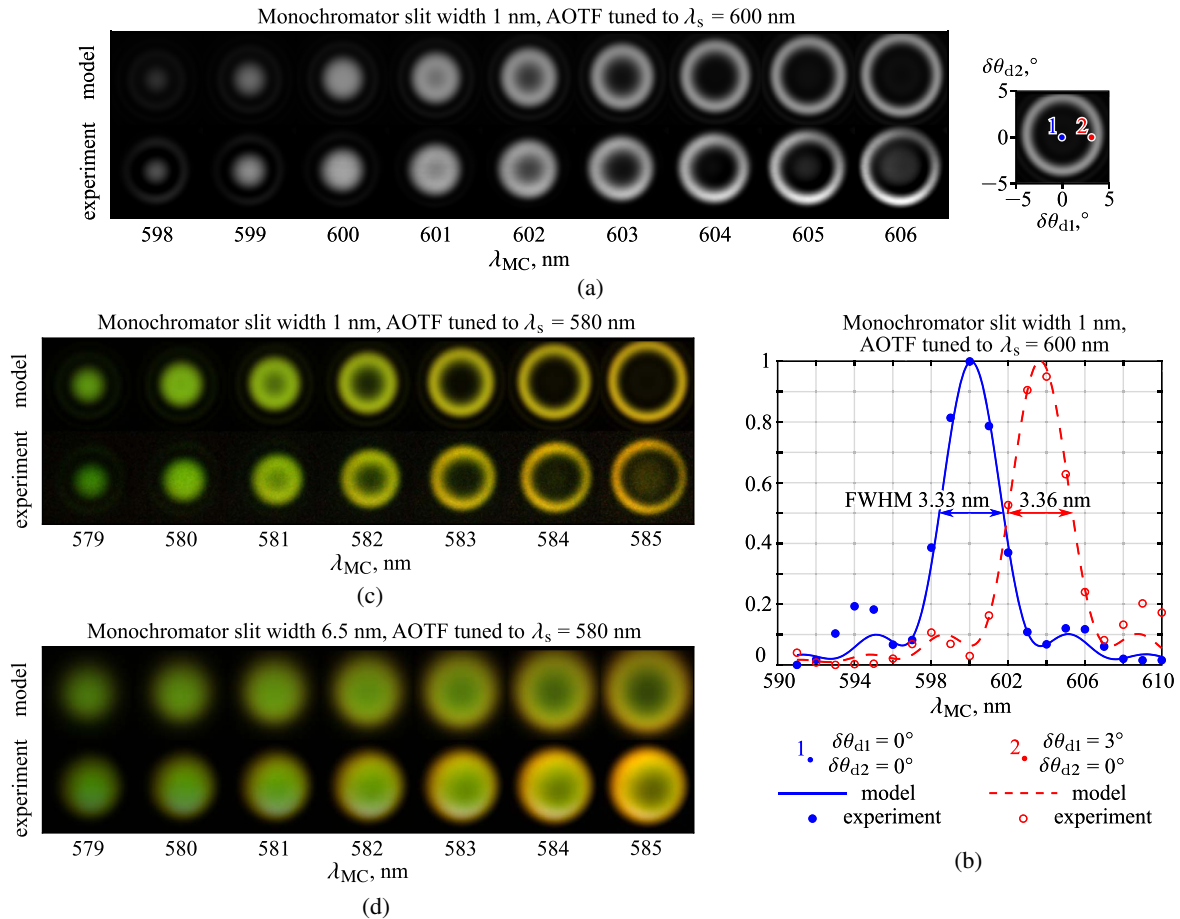 Monochromator slit width 1 nm, AOTF tuned to λs = 600 nm
model
experiment
598 599 600 601 602 603 604 605 606
λMC, nm
δθd2,°
5
0
−5
1 2
−5 0 5
δθd1,°
(a)
Monochromator slit width 1 nm, AOTF tuned to λs = 580 nm
model
experiment
579 580 581 582 583 584 585
λMC, nm
(c)
Monochromator slit width 6.5 nm, AOTF tuned to λs = 580 nm
model
experiment
579 580 581 582 583 584 585
λMC, nm
(d)
Monochromator slit width 1 nm,
AOTF tuned to λs = 600 nm
1
0.8
0.6
0.4
0.2
0
FWHM 3.33 nm
3.36 nm
590 594 598 602 606 610
λMC, nm
1 δθd1 = 0°
δθd2 = 0°
2 δθd1 = 3°
δθd2 = 0°
model
model
experiment
experiment
(b)